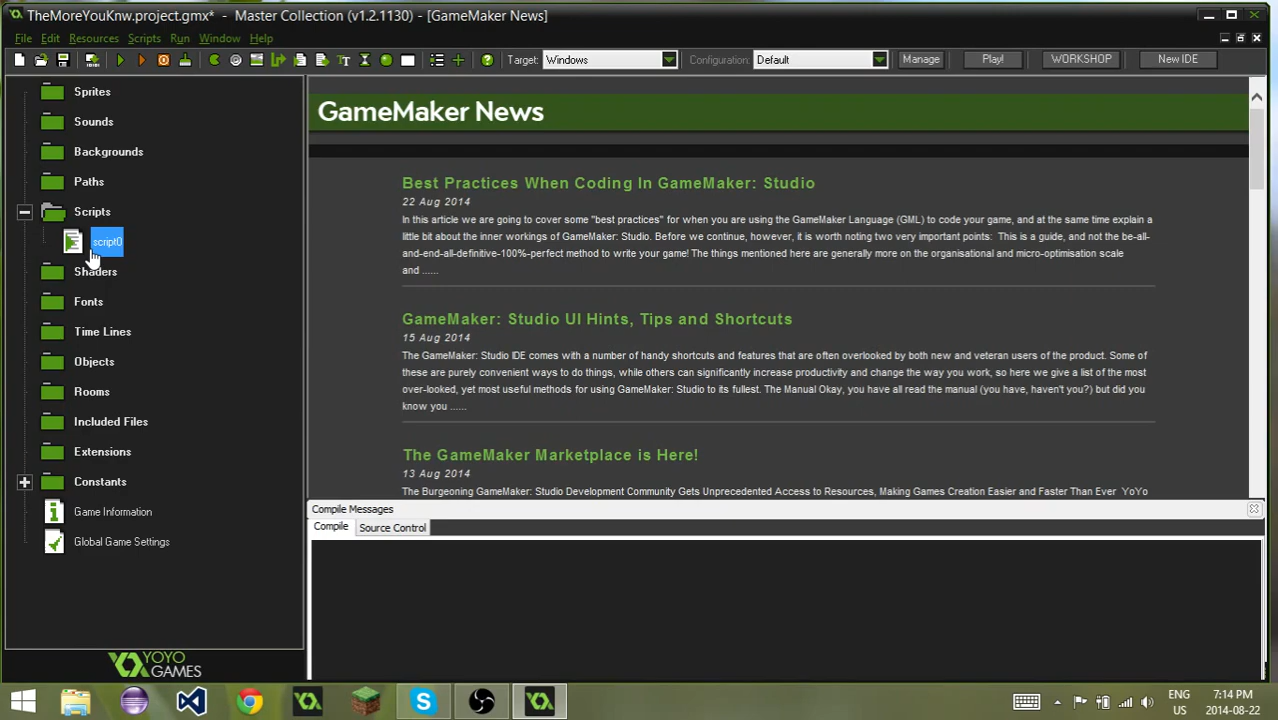 TheMoreYouKnw.project.gmx* - Master Collection (v1.2.1130) - [GameMaker News]
File Edit Resources Scripts Run Window Help
Target: Windows Configuration: Default Manage Play! WORKSHOP New IDE
Sprites
Sounds
Backgrounds
Paths
Scripts
script0
Shaders
Fonts
Time Lines
Objects
Rooms
Included Files
Extensions
Constants
Game Information
Global Game Settings
YOYO
GAMES
GameMaker News
Best Practices When Coding In GameMaker: Studio
22 Aug 2014
In this article we are going to cover some "best practices" for when you are using the GameMaker Language (GML) to code your game, and at the same time explain a
little bit about the inner workings of GameMaker: Studio. Before we continue, however, it is worth noting two very important points: This is a guide, and not the be-all-
and-end-all-definitive-100%-perfect method to write your game! The things mentioned here are generally more on the organisational and micro-optimisation scale
and ......
GameMaker: Studio UI Hints, Tips and Shortcuts
15 Aug 2014
The GameMaker: Studio IDE comes with a number of handy shortcuts and features that are often overlooked by both new and veteran users of the product. Some of
these are purely convenient ways to do things, while others can significantly increase productivity and change the way you work, so here we give a list of the most
over-looked, yet most useful methods for using GameMaker: Studio to its fullest. The Manual Okay, you have all read the manual (you have, haven't you?) but did you
know you ......
The GameMaker Marketplace is Here!
13 Aug 2014
The Burgeoning GameMaker: Studio Development Community Gets Unprecedented Access to Resources, Making Games Creation Easier and Faster Than Ever YoYo
Compile Messages
Compile Source Control
ENG
US
7:14 PM
2014-08-22